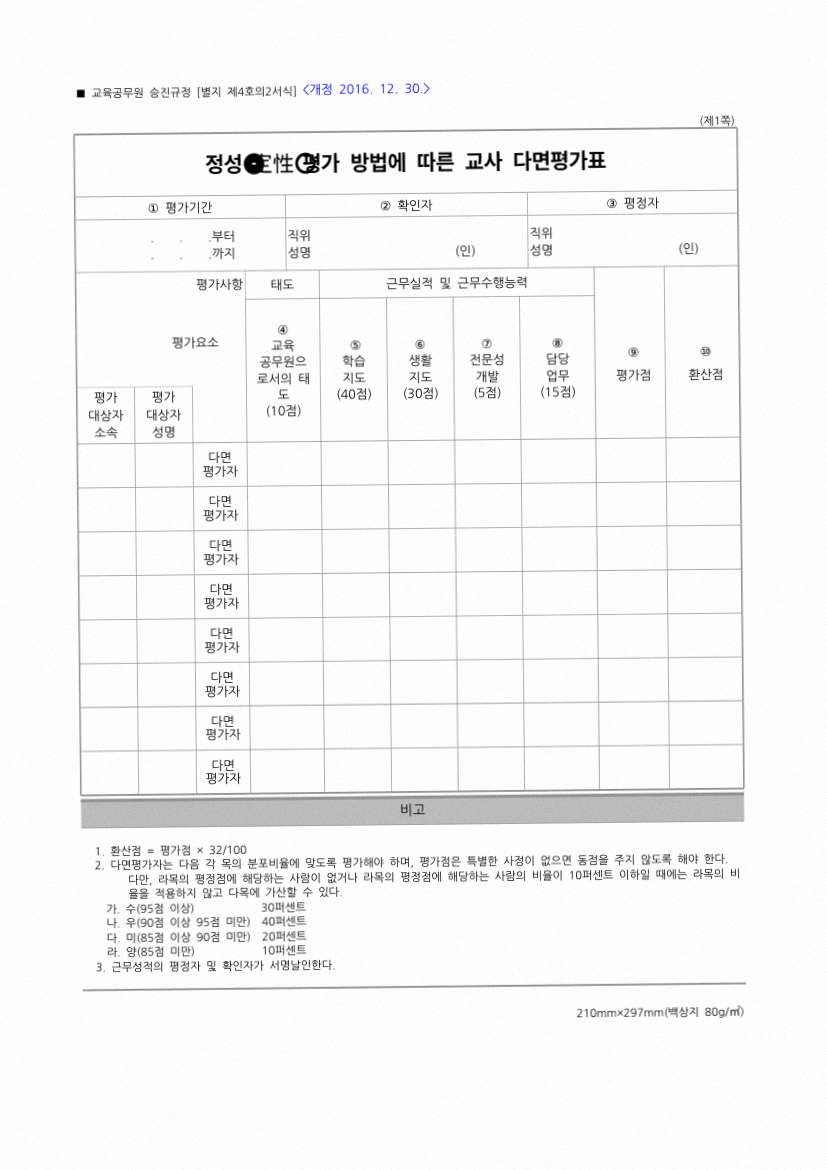 ■ 교육공무원 승진규정 [별지 제4호의2서식] <개정 2016. 12. 30.>
(제1쪽)
정성(定性)평가 방법에 따른 교사 다면평가표
① 평가기간 ② 확인자 ③ 평정자
. . .부터
. . .까지
직위
성명 (인)
직위
성명 (인)
평가사항 태도 근무실적 및 근무수행능력
평가요소
④
교육
공무원으
로서의 태
도
(10점)
⑤
학습
지도
(40점)
⑥
생활
지도
(30점)
⑦
전문성
개발
(5점)
⑧
담당
업무
(15점)
⑨
평가점
⑩
환산점
평가
대상자
소속
평가
대상자
성명
다면
평가자
다면
평가자
다면
평가자
다면
평가자
다면
평가자
다면
평가자
다면
평가자
다면
평가자
비고
1. 환산점 = 평가점 × 32/100
2. 다면평가자는 다음 각 목의 분포비율에 맞도록 평가해야 하며, 평가점은 특별한 사정이 없으면 동점을 주지 않도록 해야 한다.
다만, 라목의 평정점에 해당하는 사람이 없거나 라목의 평정점에 해당하는 사람의 비율이 10퍼센트 이하일 때에는 라목의 비
율을 적용하지 않고 다목에 가산할 수 있다.
가. 수(95점 이상) 30퍼센트
나. 우(90점 이상 95점 미만) 40퍼센트
다. 미(85점 이상 90점 미만) 20퍼센트
라. 양(85점 미만) 10퍼센트
3. 근무성적의 평정자 및 확인자가 서명날인한다.
210mm×297mm(백상지 80g/㎡)